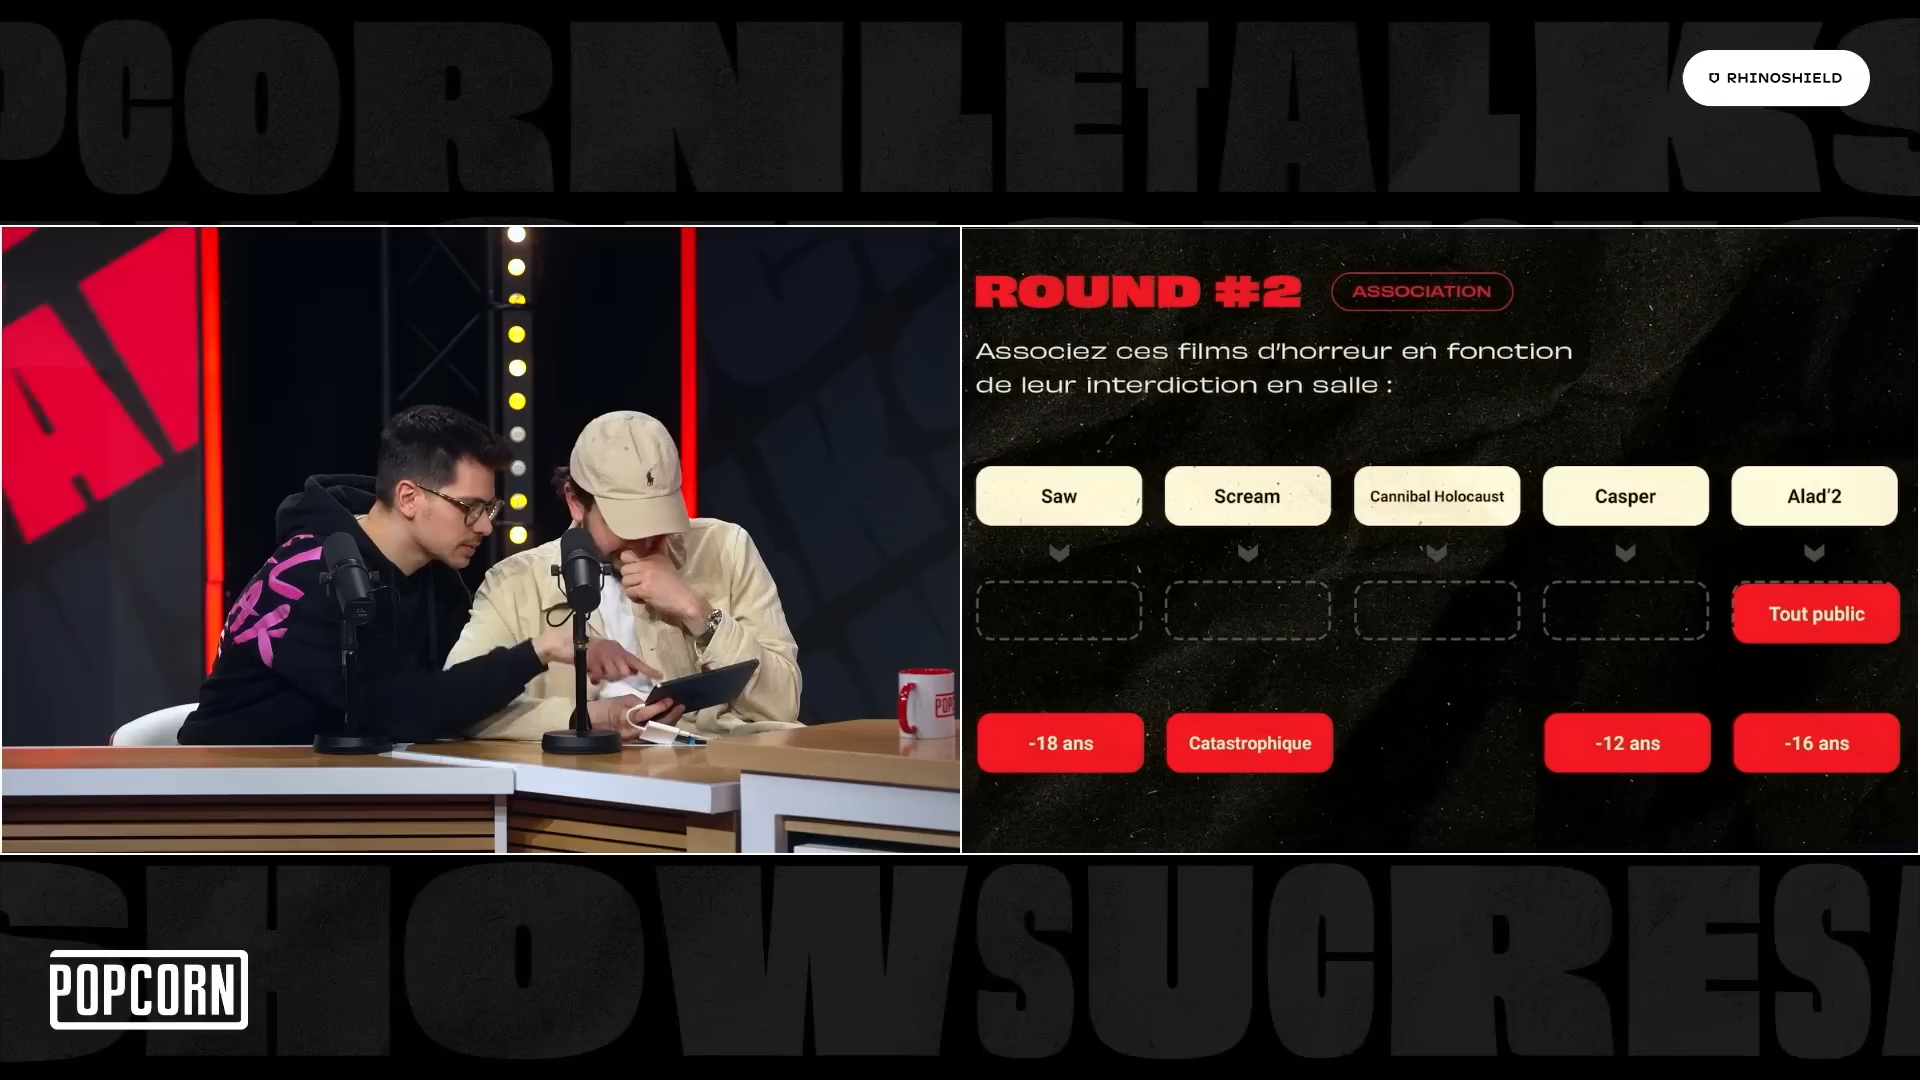 PCORNLETALKS
RHINOSHIELD
ROUND #2
ASSOCIATION
Associez ces films d'horreur en fonction
de leur interdiction en salle :
Saw
Scream
Cannibal Holocaust
Casper
Alad'2
Tout public
-18 ans
Catastrophique
-12 ans
-16 ans
SHOWSUCRESA
POPCORN